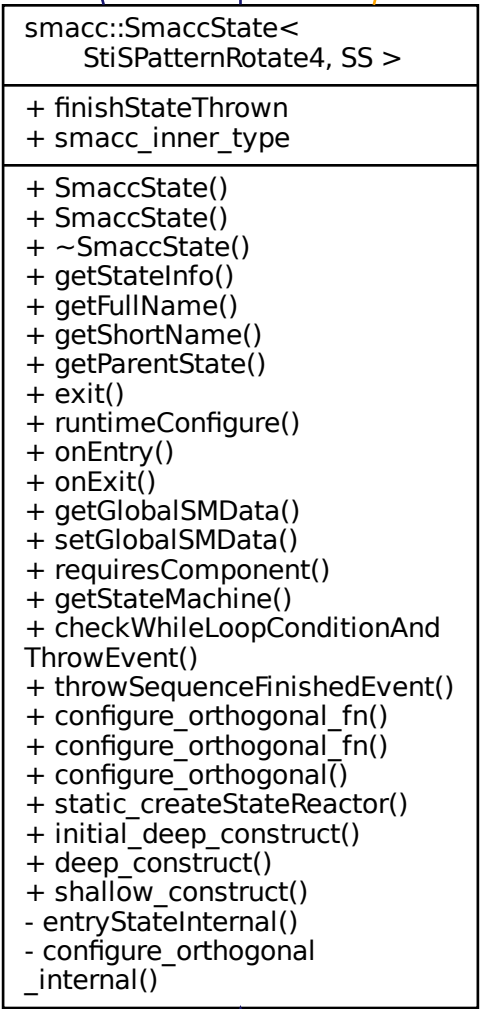 smacc::SmaccState<
StiSPatternRotate4, SS >
+ finishStateThrown
+ smacc_inner_type
+ SmaccState()
+ SmaccState()
+ ~SmaccState()
+ getStateInfo()
+ getFullName()
+ getShortName()
+ getParentState()
+ exit()
+ runtimeConfigure()
+ onEntry()
+ onExit()
+ getGlobalSMData()
+ setGlobalSMData()
+ requiresComponent()
+ getStateMachine()
+ checkWhileLoopConditionAnd
ThrowEvent()
+ throwSequenceFinishedEvent()
+ configure_orthogonal_fn()
+ configure_orthogonal_fn()
+ configure_orthogonal()
+ static_createStateReactor()
+ initial_deep_construct()
+ deep_construct()
+ shallow_construct()
- entryStateInternal()
- configure_orthogonal
_internal()